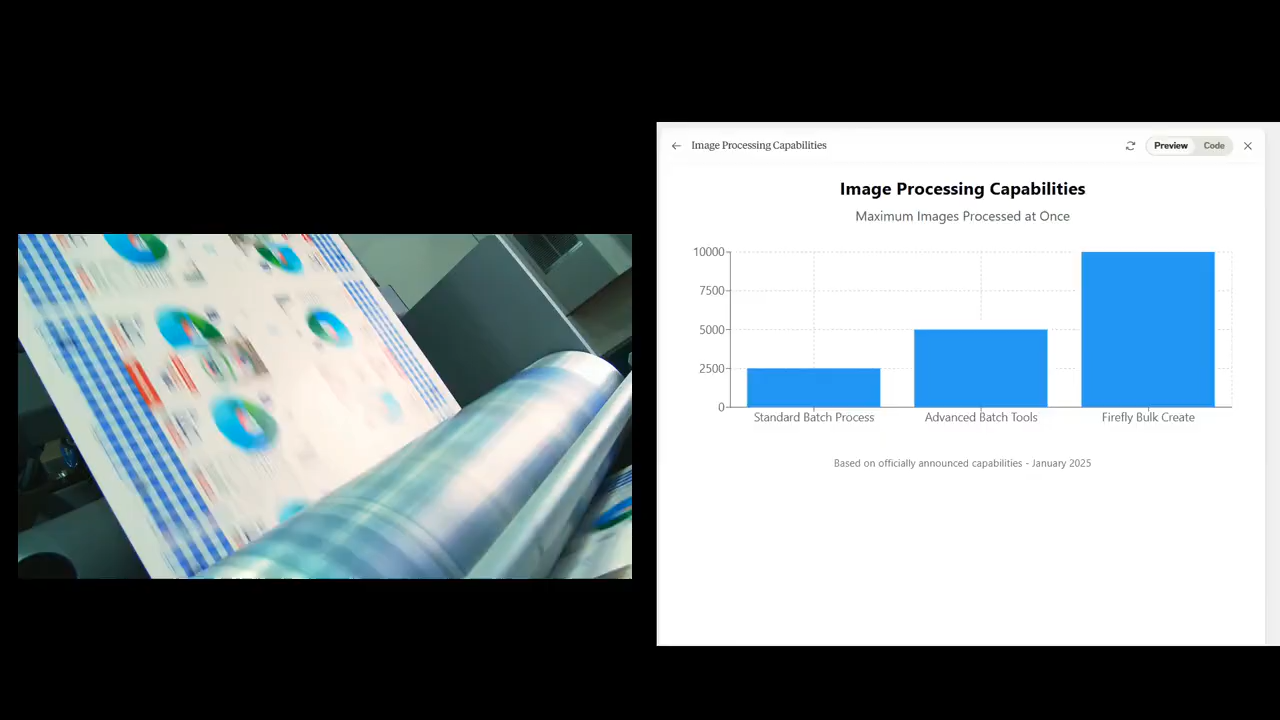 Image Processing Capabilities
Preview
Code
Image Processing Capabilities
Maximum Images Processed at Once
10000
7500
5000
2500
0
Standard Batch Process
Advanced Batch Tools
Firefly Bulk Create
Based on officially announced capabilities - January 2025